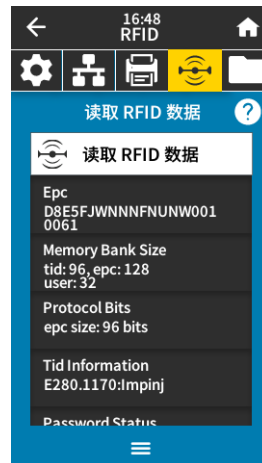 16:48
RFID
读取 RFID 数据
?
读取 RFID 数据
Epc
D8E5FJWNNNFNUNW001
0061
Memory Bank Size
tid: 96, epc: 128
user: 32
Protocol Bits
epc size: 96 bits
Tid Information
E280.1170:Impinj
Password Status